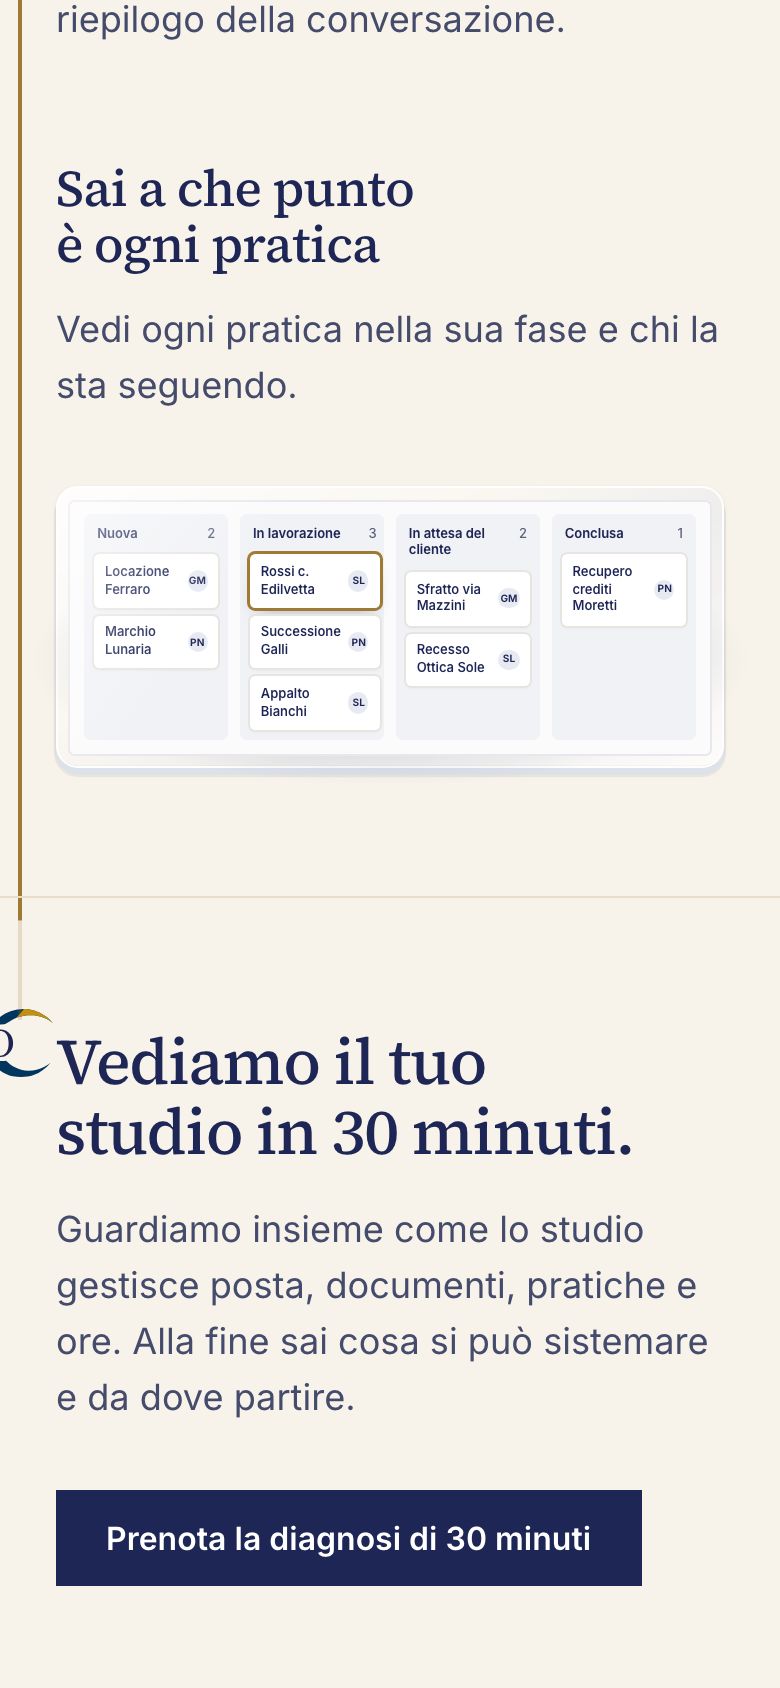 riepilogo della conversazione.
Sai a che punto
è ogni pratica
Vedi ogni pratica nella sua fase e chi la
sta seguendo.
Nuova 2
Locazione
Ferraro
GM
Marchio
Lunaria
PN
In lavorazione 3
Rossi c.
Edilvetta
SL
Successione
Galli
PN
Appalto
Bianchi
SL
In attesa del
cliente
2
Sfratto via
Mazzini
GM
Recesso
Ottica Sole
SL
Conclusa 1
Recupero
crediti
Moretti
PN
Vediamo il tuo
studio in 30 minuti.
Guardiamo insieme come lo studio
gestisce posta, documenti, pratiche e
ore. Alla fine sai cosa si può sistemare
e da dove partire.
Prenota la diagnosi di 30 minuti